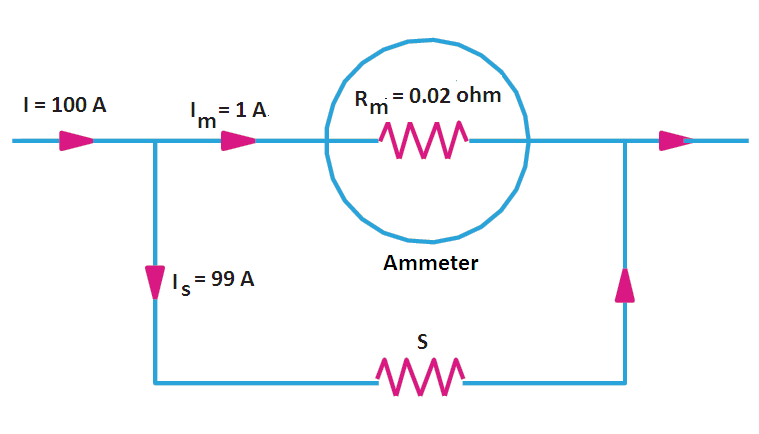 I = 100 A
Im = 1 A
Rm = 0.02 ohm
Ammeter
Is = 99 A
S